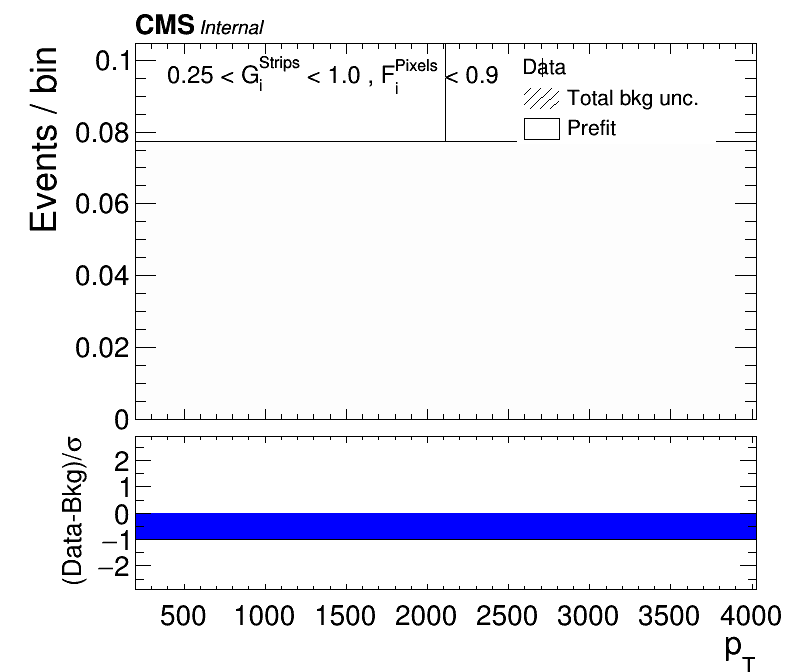 CMS Internal
0.25 < G_i^Strips < 1.0 , F_i^Pixels < 0.9
Data
Total bkg unc.
Prefit
Events / bin
0.1
0.08
0.06
0.04
0.02
0
(Data-Bkg)/σ
2
1
0
−1
−2
500 1000 1500 2000 2500 3000 3500 4000
p_T